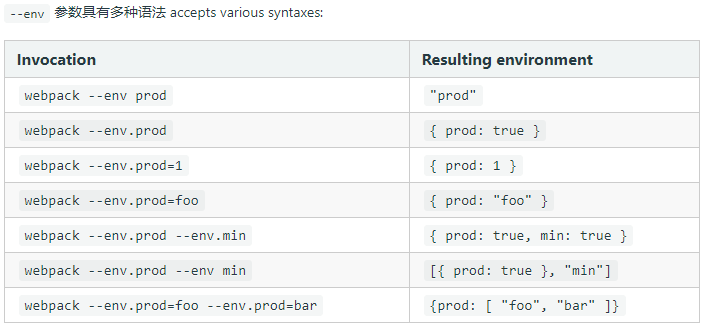 --env 参数具有多种语法 accepts various syntaxes:
Invocation Resulting environment
webpack --env prod "prod"
webpack --env.prod { prod: true }
webpack --env.prod=1 { prod: 1 }
webpack --env.prod=foo { prod: "foo" }
webpack --env.prod --env.min { prod: true, min: true }
webpack --env.prod --env min [{ prod: true }, "min"]
webpack --env.prod=foo --env.prod=bar {prod: [ "foo", "bar" ]}